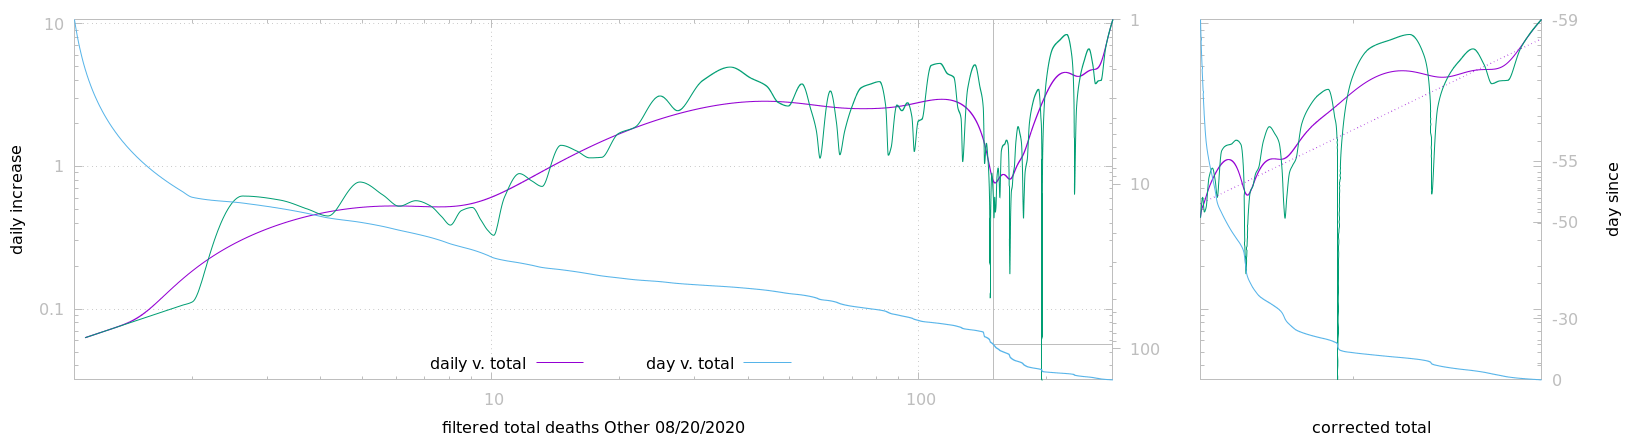 10
1
0.1
daily increase
daily v. total
day v. total
10
100
filtered total deaths Other 08/20/2020
1
10
100
-59
-55
-50
-30
0
day since
corrected total